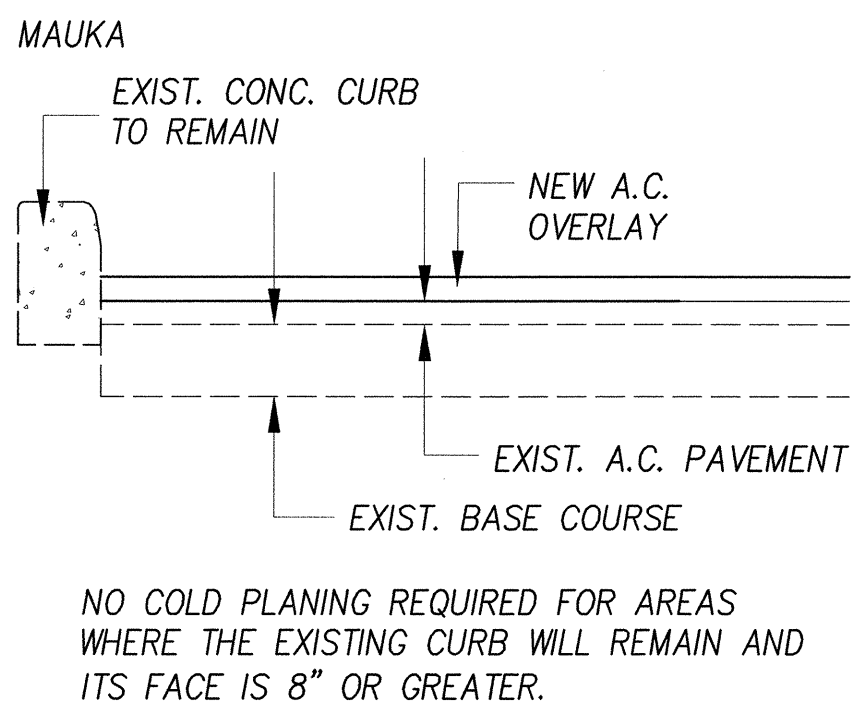 MAUKA
EXIST. CONC. CURB
TO REMAIN
NEW A.C.
OVERLAY
EXIST. A.C. PAVEMENT
EXIST. BASE COURSE
NO COLD PLANING REQUIRED FOR AREAS
WHERE THE EXISTING CURB WILL REMAIN AND
ITS FACE IS 8" OR GREATER.